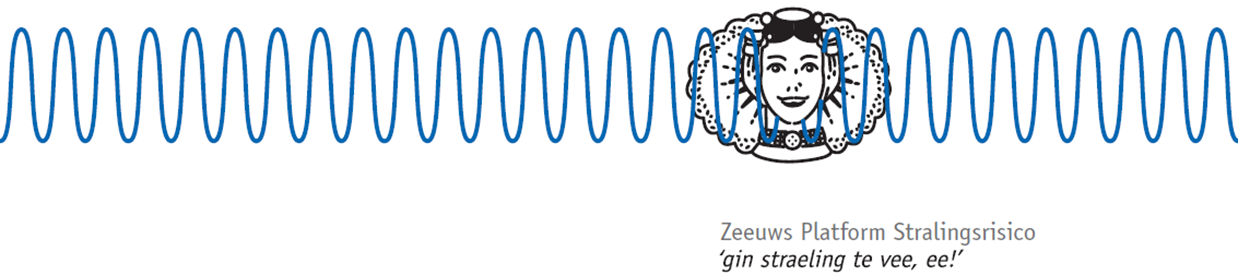 Zeeuws Platform Stralingsrisico
‘gin straeling te vee, ee!’